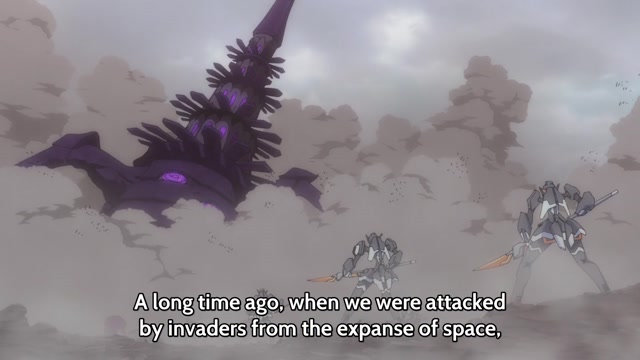 A long time ago, when we were attacked
by invaders from the expanse of space,